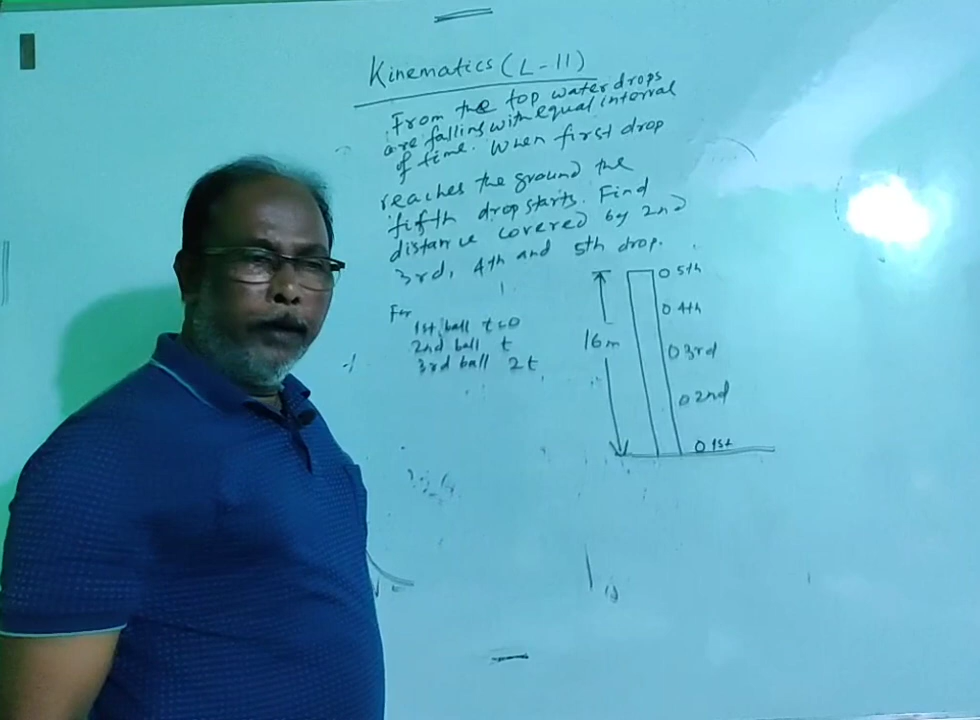 Kinematics (L-11)
From the top water drops
are falling with equal interval
of time. When first drop
reaches the ground the
fifth drop starts. Find
distance covered by 2nd
3rd, 4th and 5th drop.
For
1st ball t=0
2nd ball t
3rd ball 2t
16m
5th
4th
3rd
2nd
1st